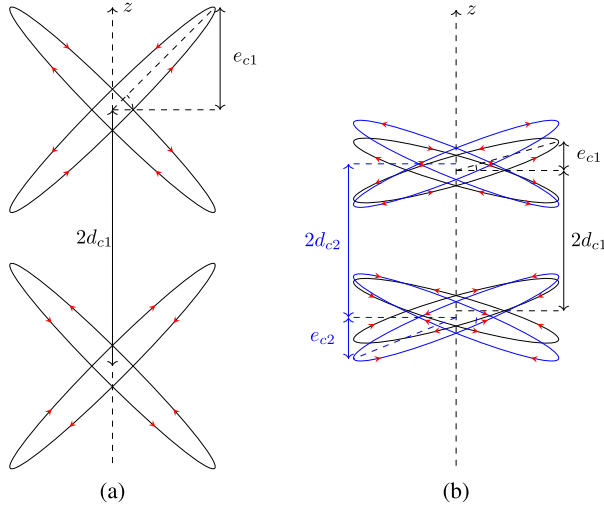 z
e_{c1}
2d_{c1}
(a)
z
e_{c1}
2d_{c2}
2d_{c1}
e_{c2}
(b)